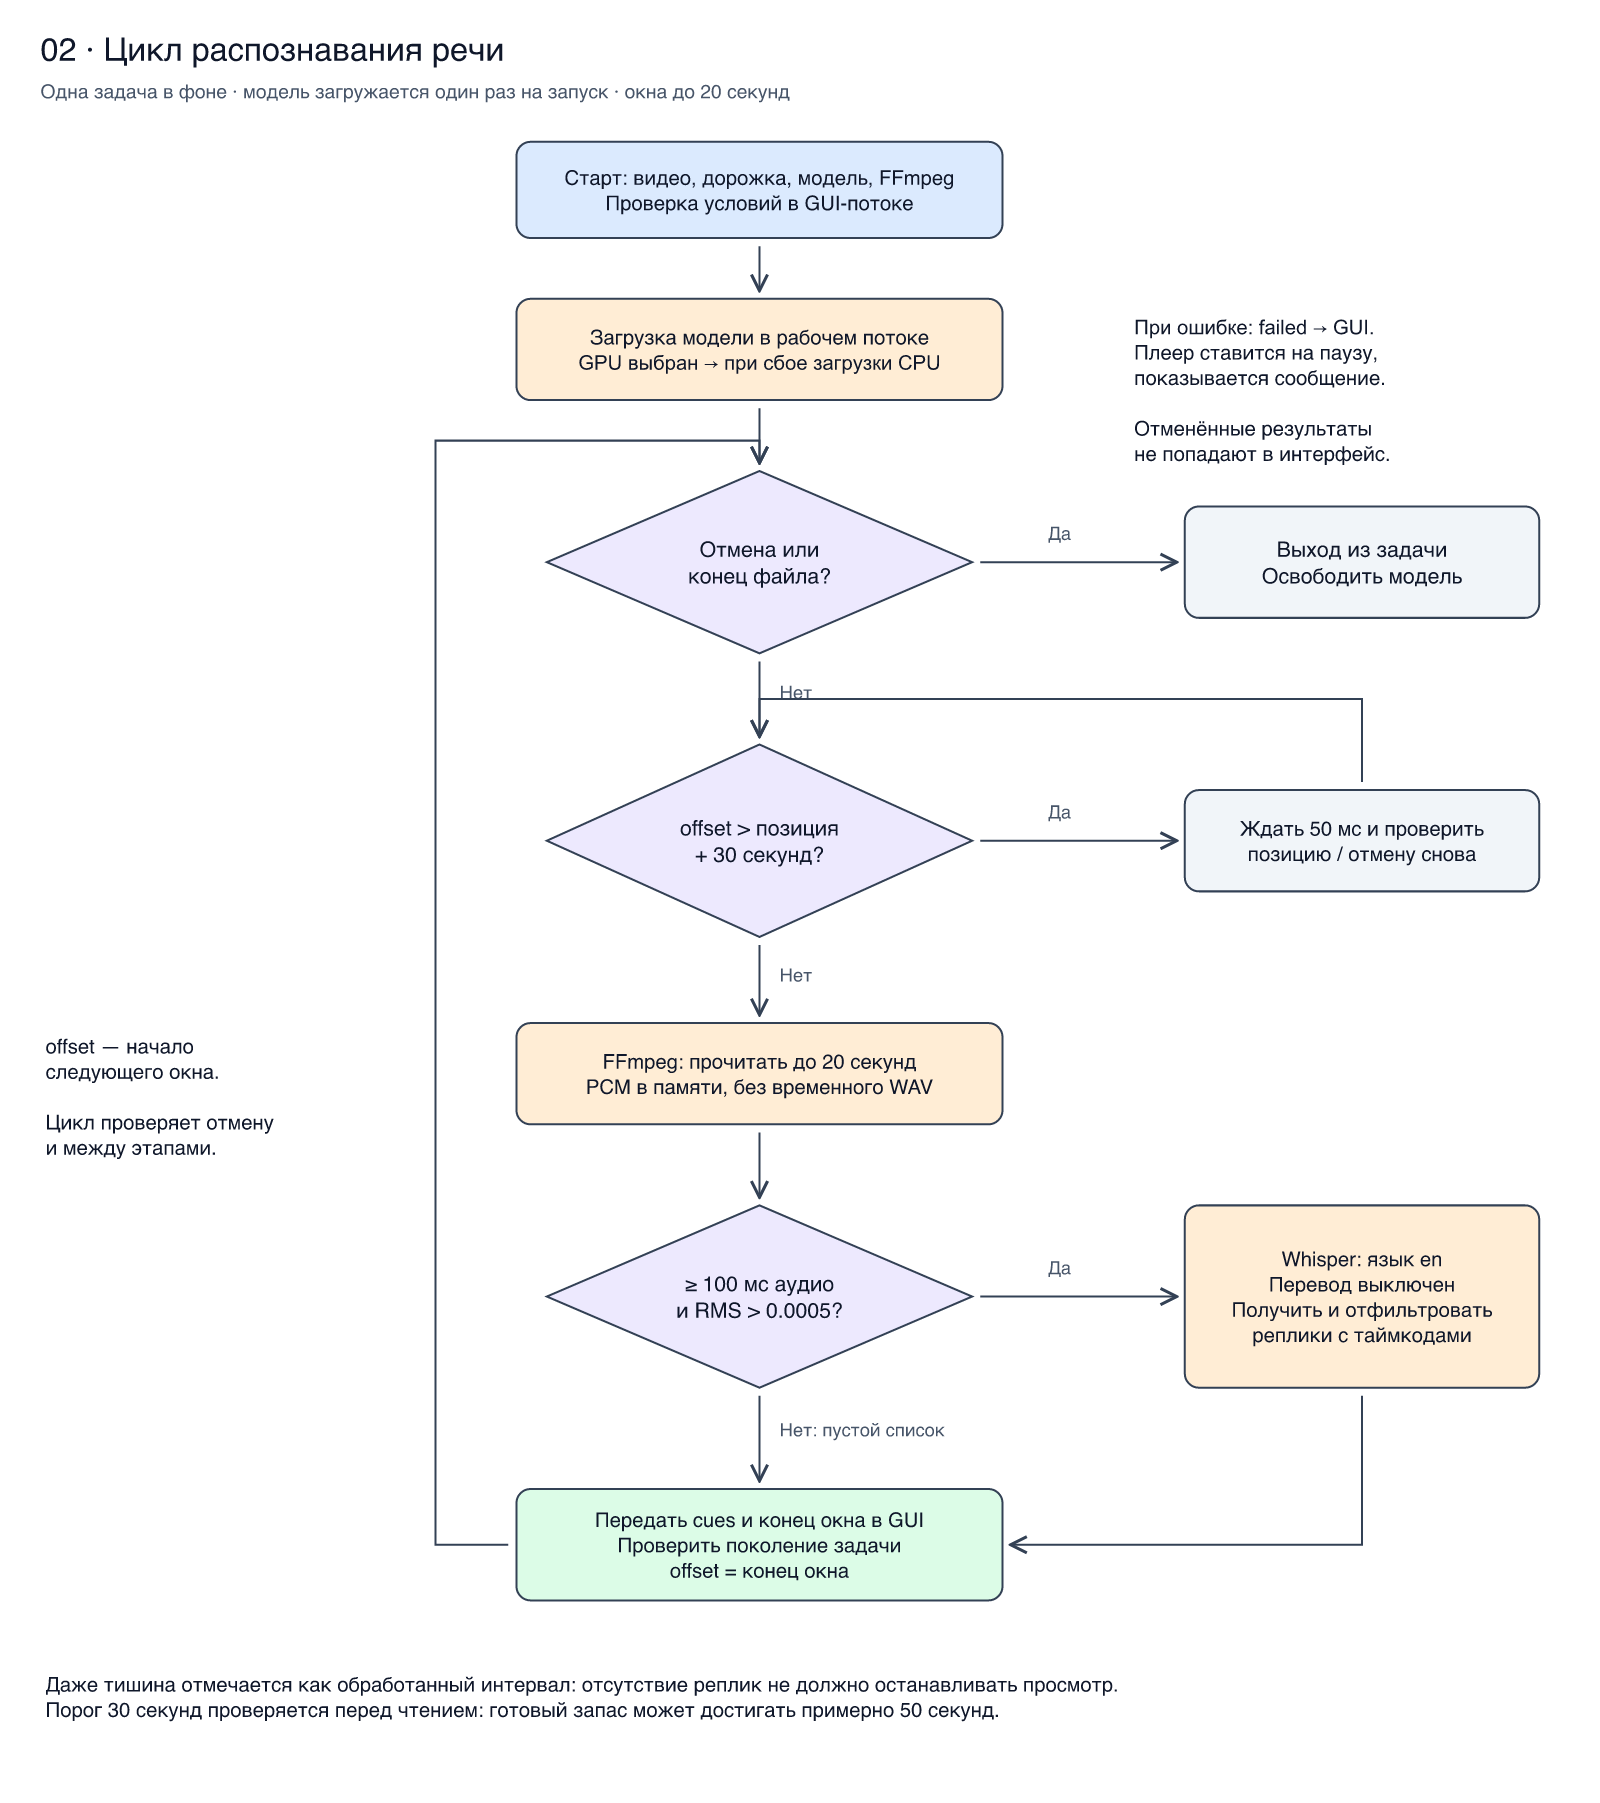 02 · Цикл распознавания речи
Одна задача в фоне · модель загружается один раз на запуск · окна до 20 секунд
Старт: видео, дорожка, модель, FFmpeg
Проверка условий в GUI-потоке
Загрузка модели в рабочем потоке
GPU выбран → при сбое загрузки CPU
При ошибке: failed → GUI.
Плеер ставится на паузу,
показывается сообщение.
Отменённые результаты
не попадают в интерфейс.
Отмена или
конец файла?
Да
Выход из задачи
Освободить модель
Нет
offset > позиция
+ 30 секунд?
Да
Ждать 50 мс и проверить
позицию / отмену снова
Нет
offset — начало
следующего окна.
Цикл проверяет отмену
и между этапами.
FFmpeg: прочитать до 20 секунд
PCM в памяти, без временного WAV
≥ 100 мс аудио
и RMS > 0.0005?
Да
Whisper: язык en
Перевод выключен
Получить и отфильтровать
реплики с таймкодами
Нет: пустой список
Передать cues и конец окна в GUI
Проверить поколение задачи
offset = конец окна
Даже тишина отмечается как обработанный интервал: отсутствие реплик не должно останавливать просмотр.
Порог 30 секунд проверяется перед чтением: готовый запас может достигать примерно 50 секунд.